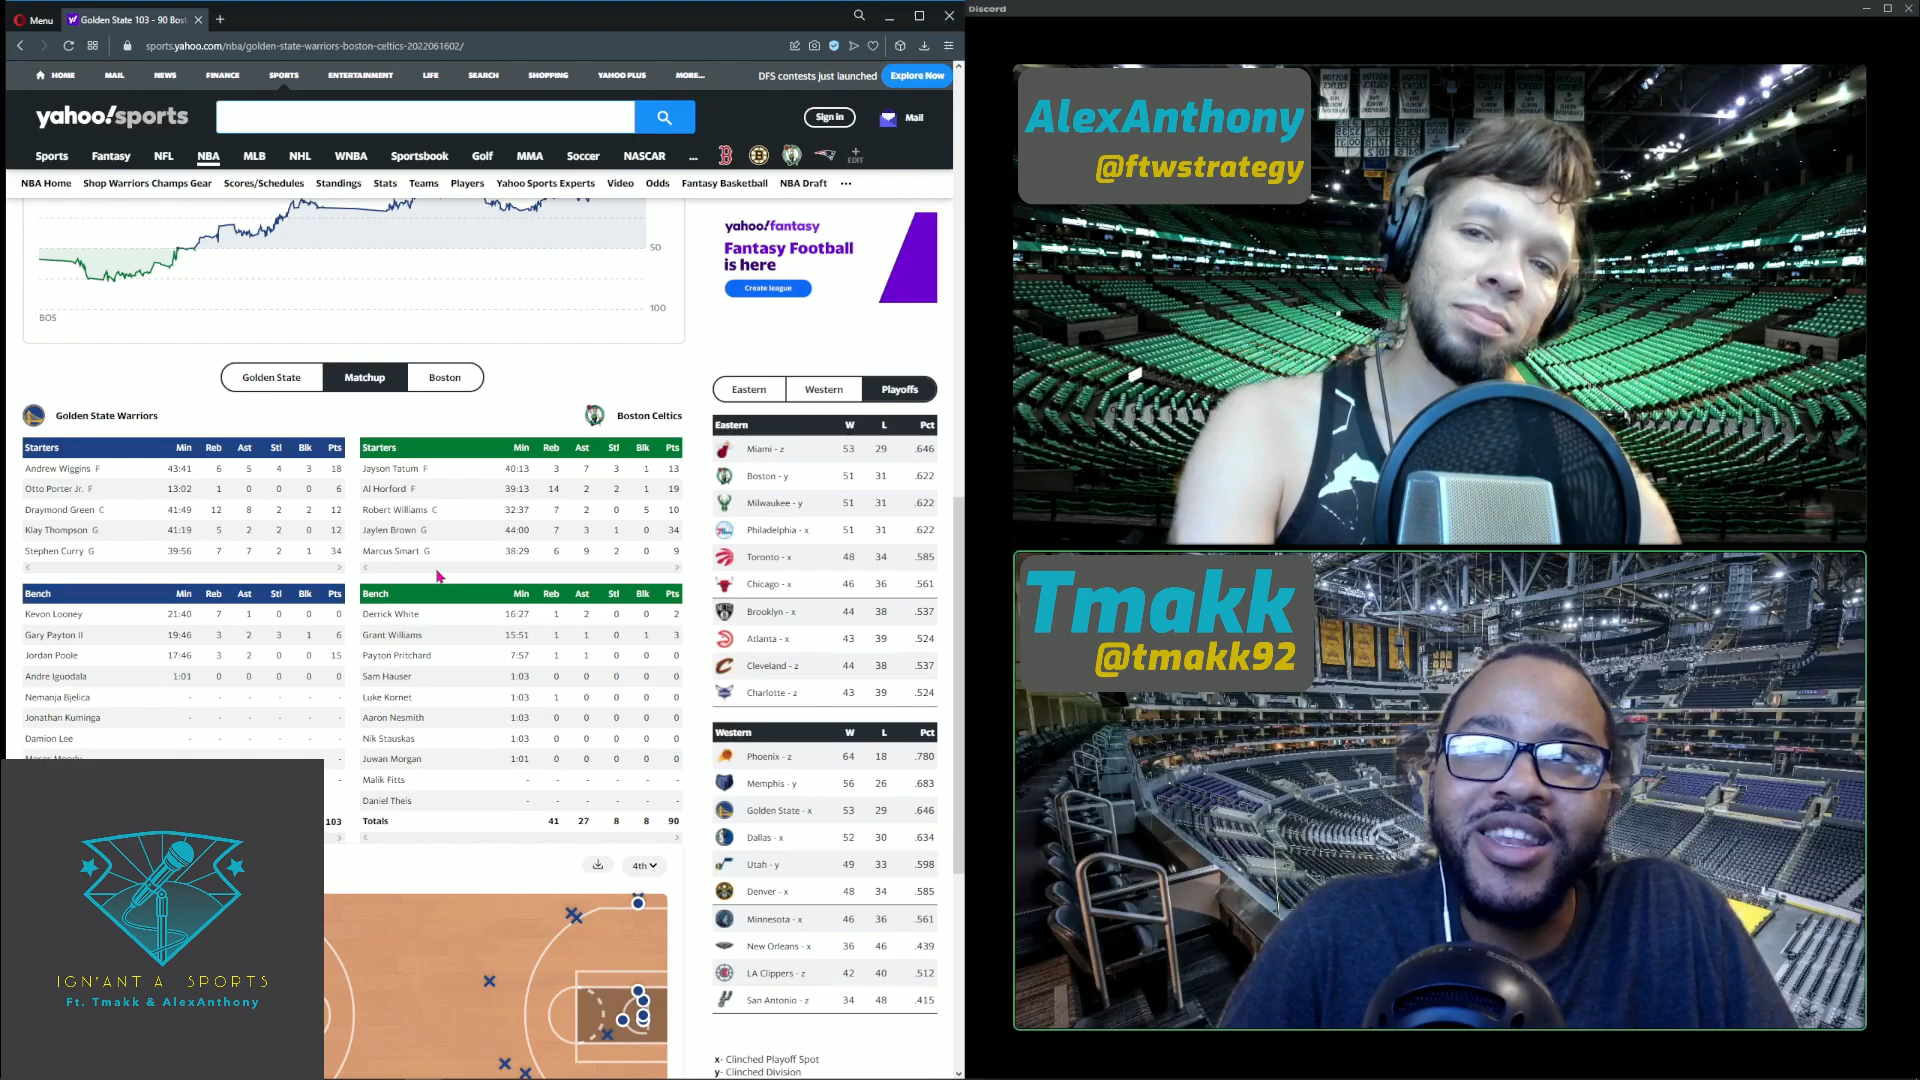 Menu
Golden State 103 - 90 Bost
Discord
sports.yahoo.com/nba/golden-state-warriors-boston-celtics-2022061602/
HOME MAIL NEWS FINANCE SPORTS ENTERTAINMENT LIFE SEARCH SHOPPING YAHOO PLUS MORE... DFS contests just launched Explore Now
yahoo!sports Sign in Mail
Sports Fantasy NFL NBA MLB NHL WNBA Sportsbook Golf MMA Soccer NASCAR ... EDIT
NBA Home Shop Warriors Champs Gear Scores/Schedules Standings Stats Teams Players Yahoo Sports Experts Video Odds Fantasy Basketball NBA Draft ...
50
100
BOS
yahoo!fantasy
Fantasy Football
is here
Create league
Golden State Matchup Boston
Golden State Warriors Boston Celtics
Starters Min Reb Ast Stl Blk Pts
Andrew Wiggins F 43:41 6 5 4 3 18
Otto Porter Jr. F 13:02 1 0 0 0 6
Draymond Green C 41:49 12 8 2 2 12
Klay Thompson G 41:19 5 2 2 0 12
Stephen Curry G 39:56 7 7 2 1 34
Starters Min Reb Ast Stl Blk Pts
Jayson Tatum F 40:13 3 7 3 1 13
Al Horford F 39:13 14 2 2 1 19
Robert Williams C 32:37 7 2 0 5 10
Jaylen Brown G 44:00 7 3 1 0 34
Marcus Smart G 38:29 6 9 2 0 9
Bench Min Reb Ast Stl Blk Pts
Kevon Looney 21:40 7 1 0 0 0
Gary Payton II 19:46 3 2 3 1 6
Jordan Poole 17:46 3 2 0 0 15
Andre Iguodala 1:01 0 0 0 0 0
Nemanja Bjelica - - - - - -
Jonathan Kuminga - - - - - -
Damion Lee - - - - - -
Moses Moody -
103
Bench Min Reb Ast Stl Blk Pts
Derrick White 16:27 1 2 0 0 2
Grant Williams 15:51 1 1 0 1 3
Payton Pritchard 7:57 1 1 0 0 0
Sam Hauser 1:03 0 0 0 0 0
Luke Kornet 1:03 1 0 0 0 0
Aaron Nesmith 1:03 0 0 0 0 0
Nik Stauskas 1:03 0 0 0 0 0
Juwan Morgan 1:01 0 0 0 0 0
Malik Fitts - - - - - -
Daniel Theis - - - - - -
Totals 41 27 8 8 90
4th
Eastern Western Playoffs
Eastern W L Pct
Miami - z 53 29 .646
Boston - y 51 31 .622
Milwaukee - y 51 31 .622
Philadelphia - x 51 31 .622
Toronto - x 48 34 .585
Chicago - x 46 36 .561
Brooklyn - x 44 38 .537
Atlanta - x 43 39 .524
Cleveland - z 44 38 .537
Charlotte - z 43 39 .524
Western W L Pct
Phoenix - z 64 18 .780
Memphis - y 56 26 .683
Golden State - x 53 29 .646
Dallas - x 52 30 .634
Utah - y 49 33 .598
Denver - x 48 34 .585
Minnesota - x 46 36 .561
New Orleans - x 36 46 .439
LA Clippers - z 42 40 .512
San Antonio - z 34 48 .415
x- Clinched Playoff Spot
y- Clinched Division
IGN'ANT A SPORTS
Ft. Tmakk & AlexAnthony
AlexAnthony
@ftwstrategy
Tmakk
@tmakk92